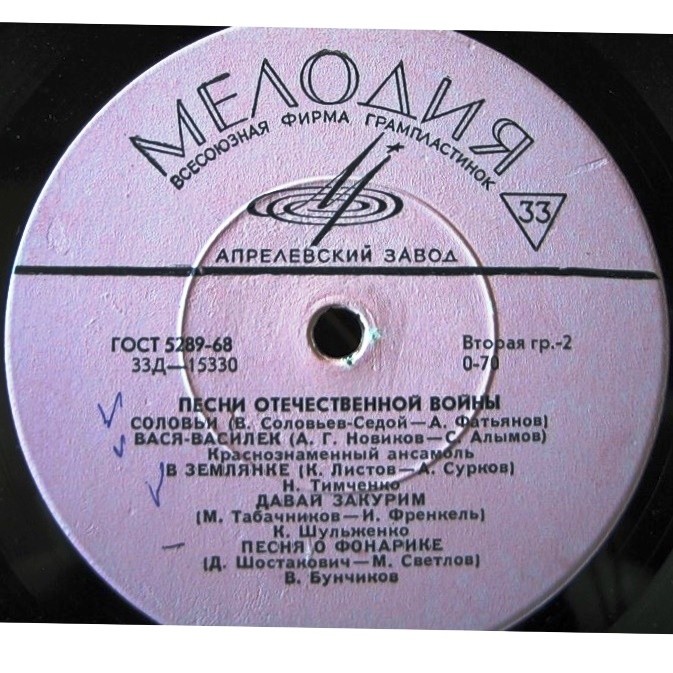 МЕЛОДИЯ
ВСЕСОЮЗНАЯ ФИРМА ГРАМПЛАСТИНОК
33
АПРЕЛЕВСКИЙ ЗАВОД
ГОСТ 5289-68 Вторая гр.-2
33Д—15330 0-70
ПЕСНИ ОТЕЧЕСТВЕННОЙ ВОЙНЫ
СОЛОВЬИ (В. Соловьев-Седой—А. Фатьянов)
ВАСЯ-ВАСИЛЕК (А. Г. Новиков—С. Алымов)
Краснознаменный ансамоль
В ЗЕМЛЯНКЕ (К. Листов—А. Сурков)
Н. Тимченко
ДАВАЙ ЗАКУРИМ
(М. Табачников—И. Френкель)
К. Шульженко
ПЕСНЯ О ФОНАРИКЕ
(Д. Шостакович—М. Светлов)
В. Бунчиков